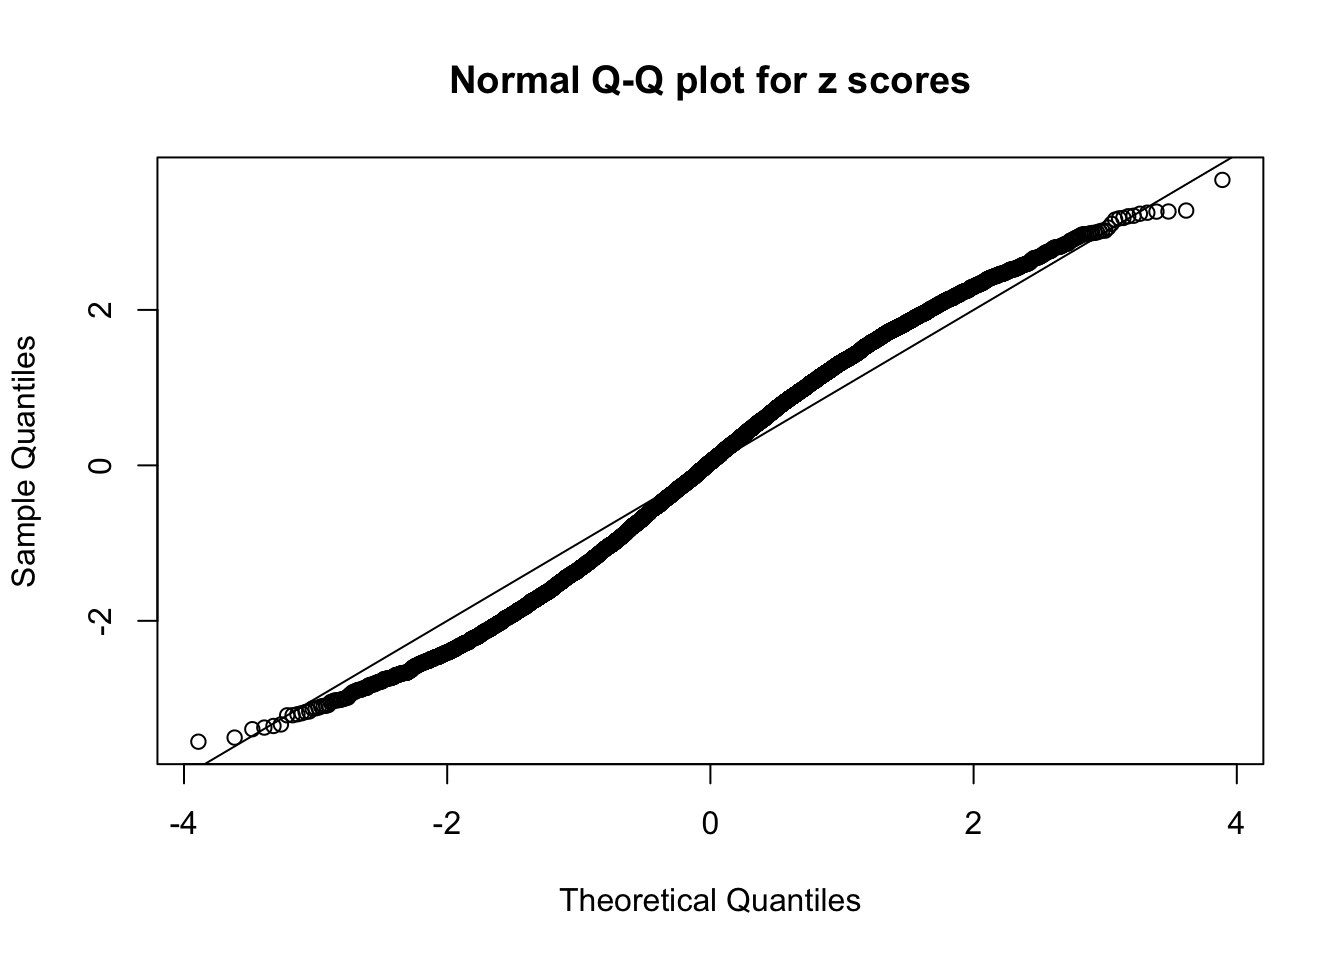 Normal Q-Q plot for z scores
Sample Quantiles
2
0
-2
-4 -2 0 2 4
Theoretical Quantiles